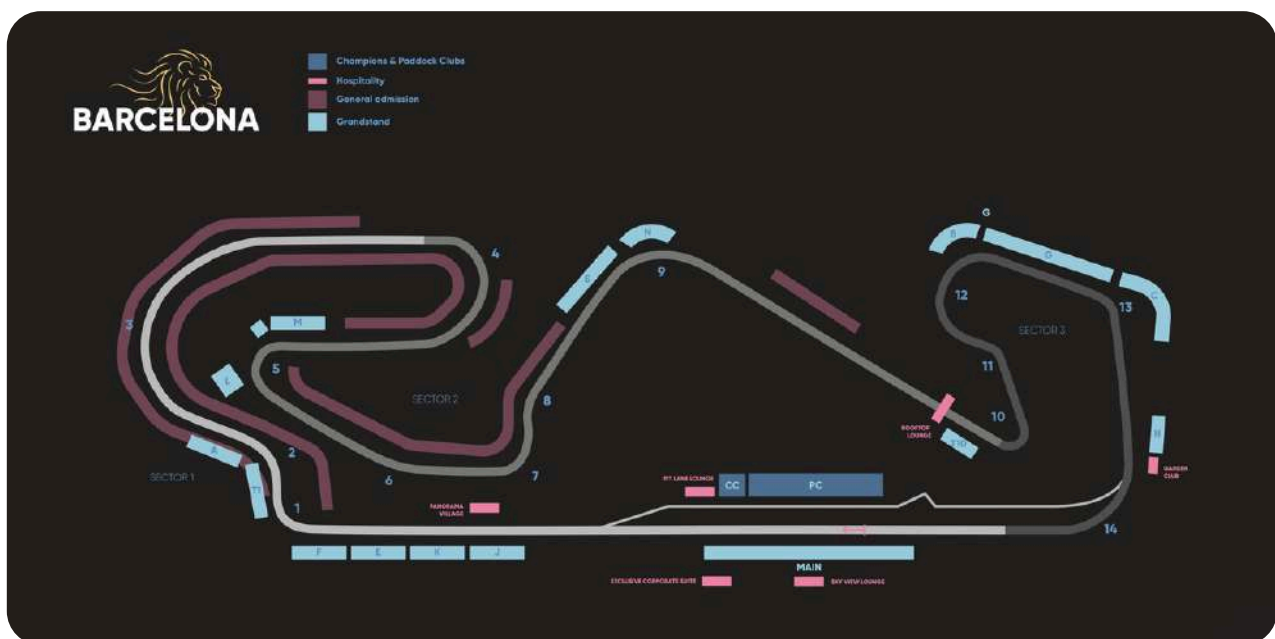 BARCELONA
Champions & Paddock Clubs
Hospitality
General admission
Grandstand
G
B
G
N
4
9
12
13
C
SECTOR 3
3
M
5
11
L
SECTOR 2
8
10
ROOFTOP
LOUNGE
T10
H
A
2
SECTOR 1
6
7
PIT LANE LOUNGE
CC
PC
GARDEN
CLUB
T1
1
PANORAMA
VILLAGE
14
F
E
K
J
MAIN
EXCLUSIVE CORPORATE SUITE
SKY VIEW LOUNGE